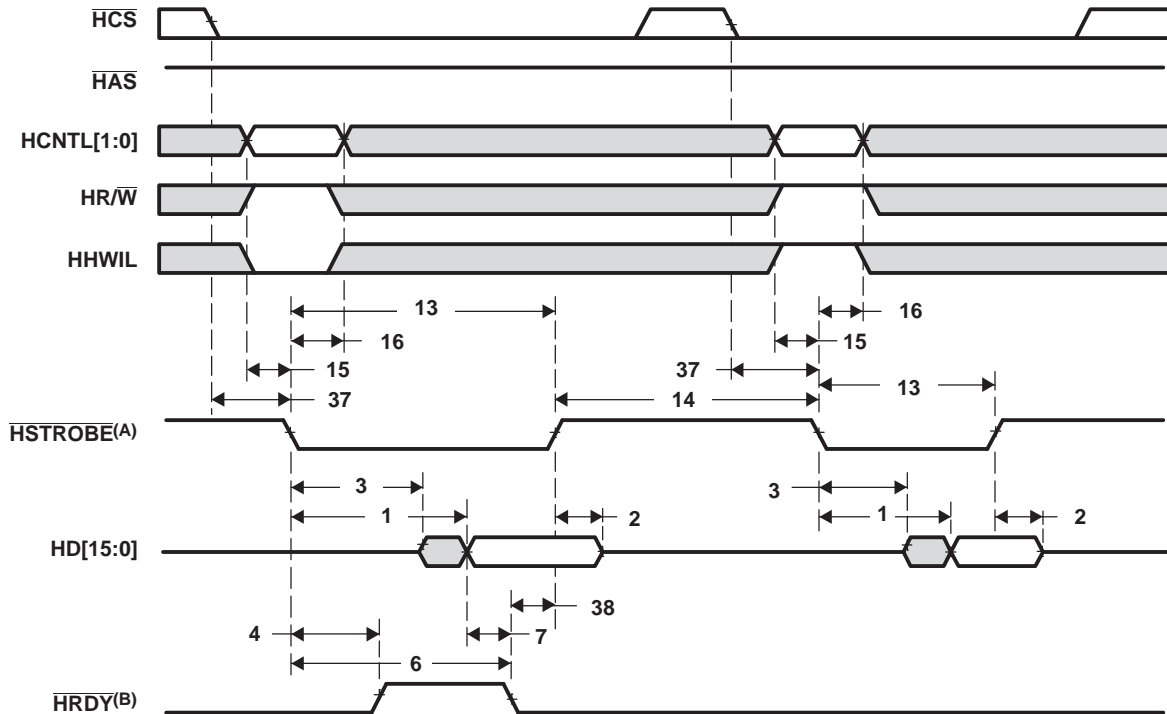 HCS
HAS
HCNTL[1:0]
HR/W
HHWIL
13
16
16
15
15
37
37
13
14
HSTROBE(A)
3
3
1
1
2
2
HD[15:0]
38
4
7
6
HRDY(B)